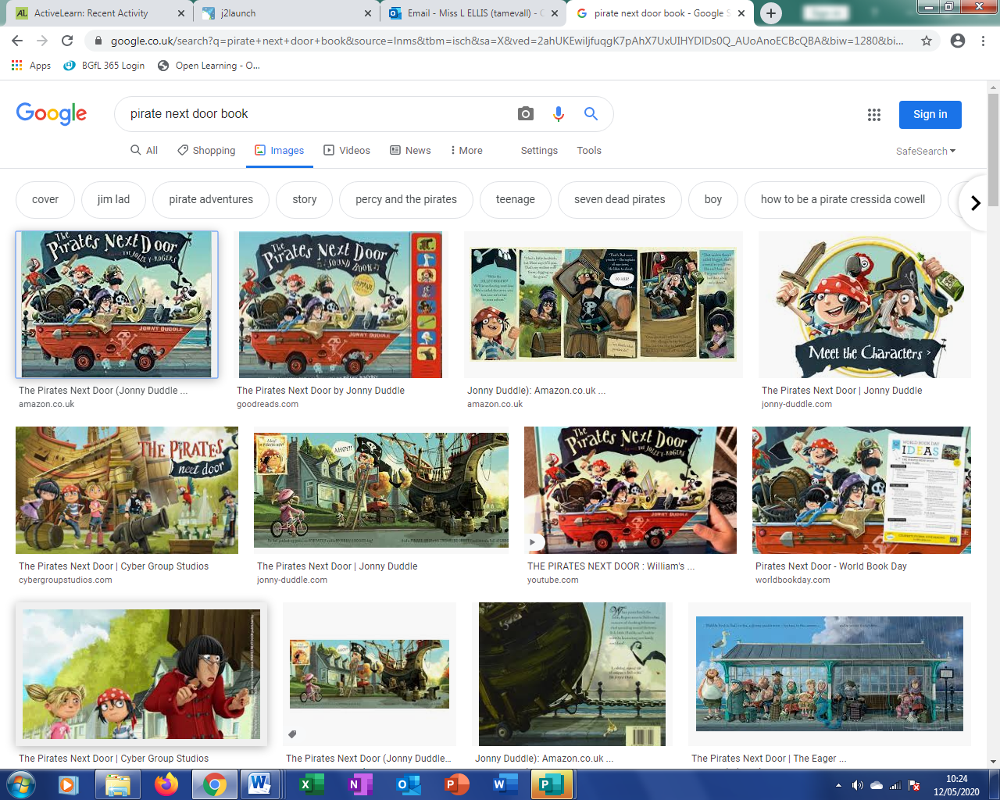 ActiveLearn: Recent Activity
j2launch
Email - Miss L ELLIS (tamevall) - O
pirate next door book - Google S
google.co.uk/search?q=pirate+next+door+book&source=lnms&tbm=isch&sa=X&ved=2ahUKEwiljfuqgK7pAhX7UxUIHYDIDs0Q_AUoAnoECBcQBA&biw=1280&bi...
Apps
BGfL 365 Login
Open Learning - O...
Google
pirate next door book
Sign in
All
Shopping
Images
Videos
News
More
Settings
Tools
SafeSearch
cover
jim lad
pirate adventures
story
percy and the pirates
teenage
seven dead pirates
boy
how to be a pirate cressida cowell
The Pirates Next Door
THE JOLLEY-ROGERS
JONNY DUDDLE
The Pirates Next Door
SOUND BOOK
JONNY DUDDLE
Meet the Characters >
The Pirates Next Door (Jonny Duddle ...
amazon.co.uk
The Pirates Next Door by Jonny Duddle
goodreads.com
Jonny Duddle): Amazon.co.uk ...
amazon.co.uk
The Pirates Next Door | Jonny Duddle
jonny-duddle.com
THE PIRATES
next door
AHOY!!
The Pirates Next Door
THE JOLLEY-ROGERS
JONNY DUDDLE
WORLD BOOK DAY
IDEAS
The Pirates Next Door | Cyber Group Studios
cybergroupstudios.com
The Pirates Next Door | Jonny Duddle
jonny-duddle.com
THE PIRATES NEXT DOOR : William's ...
youtube.com
Pirates Next Door - World Book Day
worldbookday.com
The Pirates Next Door | Cyber Group Studios
The Pirates Next Door (Jonny Duddle...
Jonny Duddle): Amazon.co.uk ...
The Pirates Next Door | The Eager ...
10:24
12/05/2020